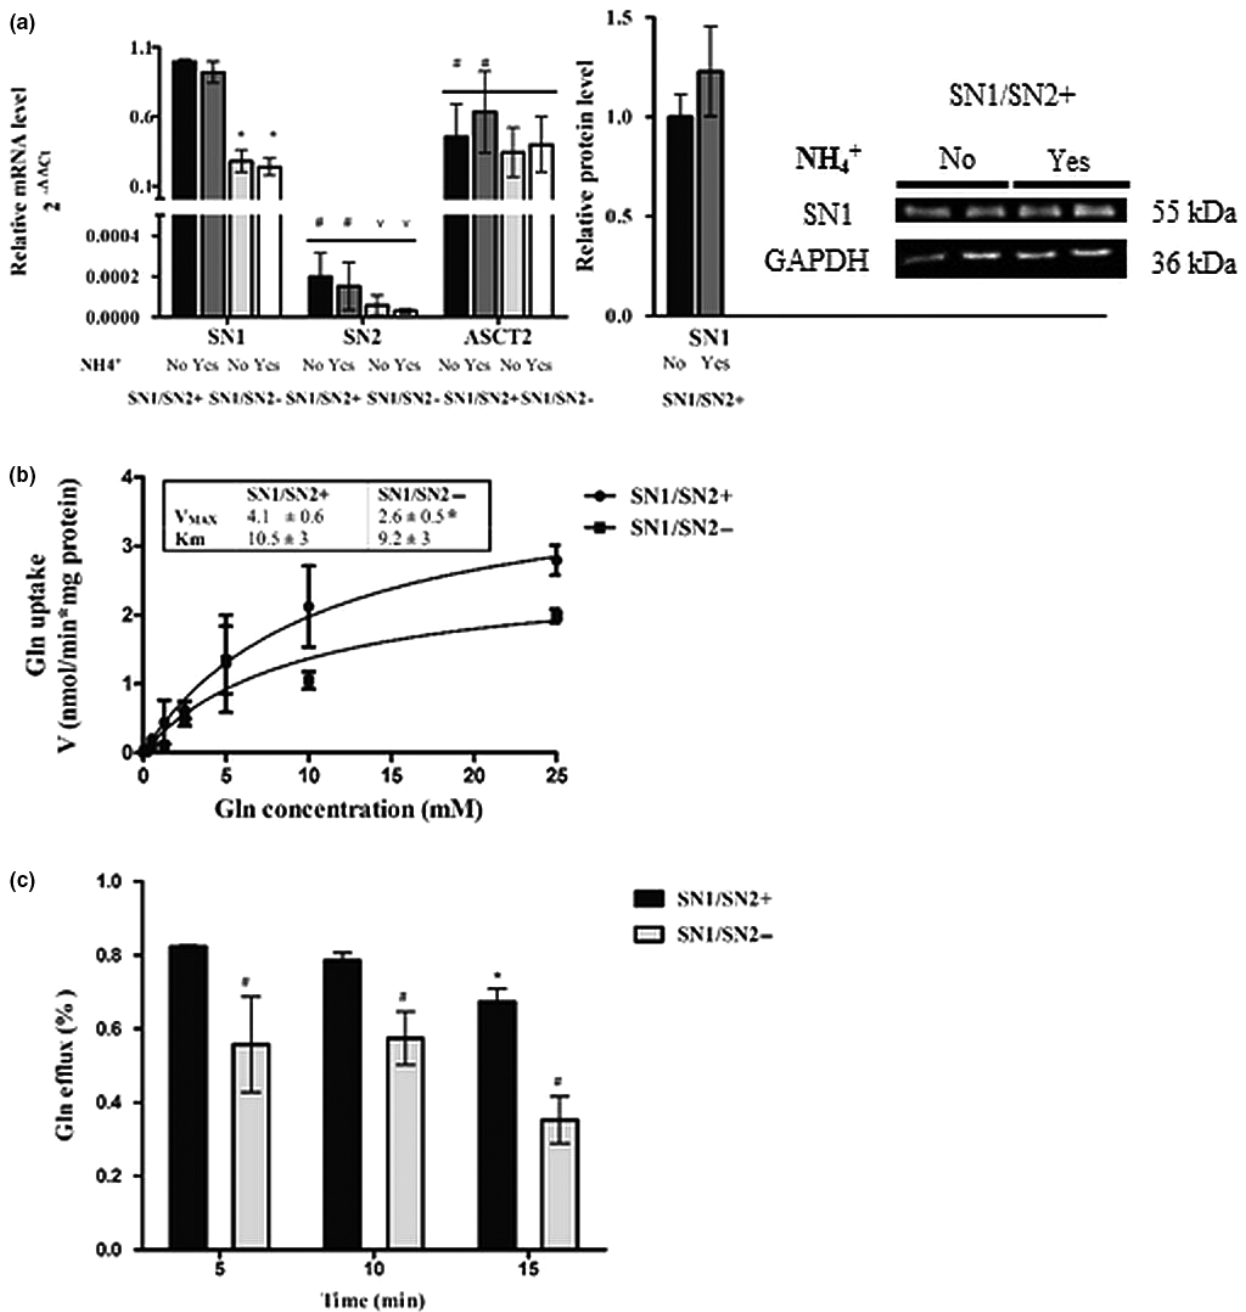 (a)
Relative mRNA level
2 -ΔΔCt
1.1
0.6
0.1
0.0004
0.0002
0.0000
* *
# # v v
# #
SN1 SN2 ASCT2
NH4+ No Yes No Yes No Yes No Yes No Yes No Yes
SN1/SN2+ SN1/SN2- SN1/SN2+ SN1/SN2- SN1/SN2+ SN1/SN2-
Relative protein level
1.5
1.0
0.5
0.0
SN1
No Yes
SN1/SN2+
SN1/SN2+
NH4+ No Yes
SN1 55 kDa
GAPDH 36 kDa
(b)
Gln uptake
V (nmol/min*mg protein)
4
3
2
1
0
SN1/SN2+ SN1/SN2-
VMAX 4.1 ± 0.6 2.6 ± 0.5*
Km 10.5 ± 3 9.2 ± 3
SN1/SN2+
SN1/SN2-
0 5 10 15 20 25
Gln concentration (mM)
(c)
Gln efflux (%)
1.0
0.8
0.6
0.4
0.2
0.0
# # * #
SN1/SN2+
SN1/SN2-
5 10 15
Time (min)